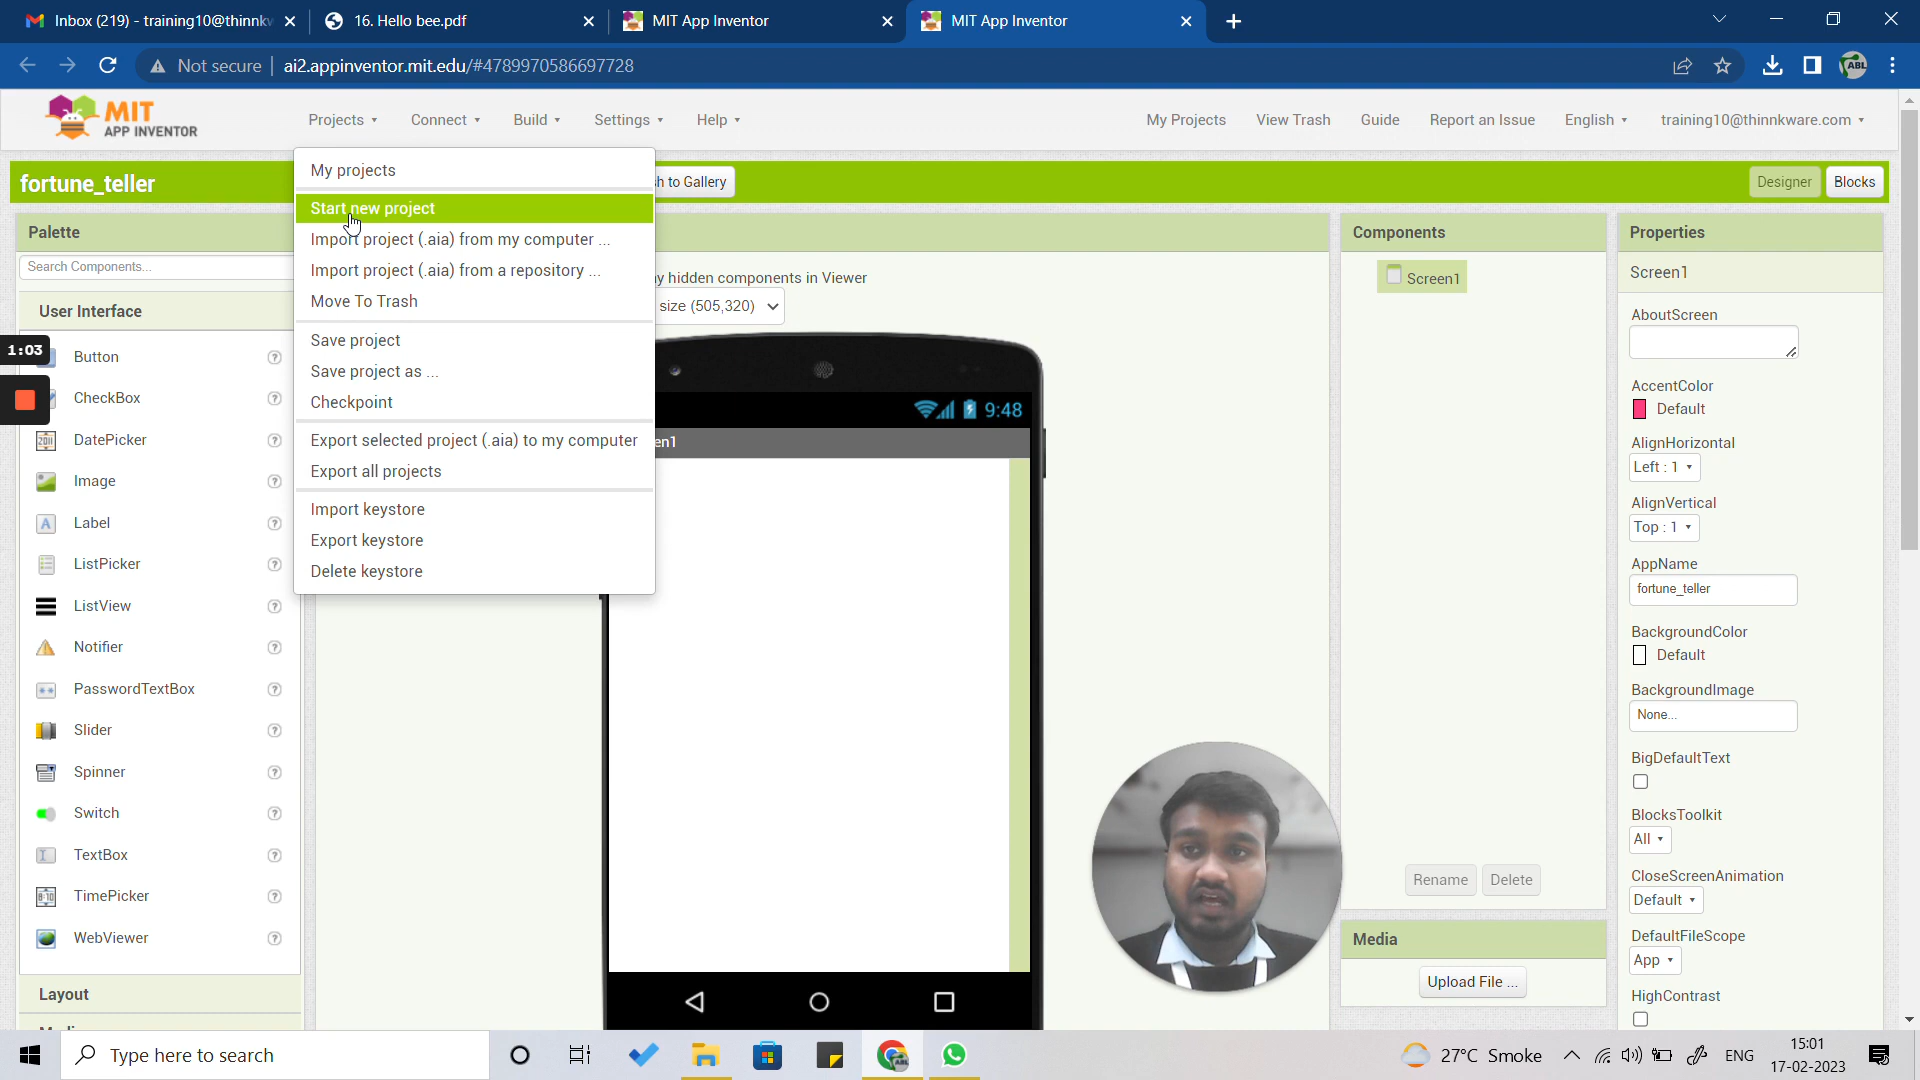 Inbox (219) - training10@thinnkw
16. Hello bee.pdf
MIT App Inventor
MIT App Inventor
Not secure
ai2.appinventor.mit.edu/#4789970586697728
ABL
MIT
APP INVENTOR
Projects
Connect
Build
Settings
Help
My Projects
View Trash
Guide
Report an Issue
English
training10@thinnkware.com
fortune_teller
sh to Gallery
Designer
Blocks
My projects
Start new project
Import project (.aia) from my computer ...
Import project (.aia) from a repository ...
Move To Trash
Save project
Save project as ...
Checkpoint
Export selected project (.aia) to my computer
Export all projects
Import keystore
Export keystore
Delete keystore
Palette
Search Components...
User Interface
1:03
Button
CheckBox
DatePicker
Image
Label
ListPicker
ListView
Notifier
PasswordTextBox
Slider
Spinner
Switch
TextBox
TimePicker
WebViewer
Layout
y hidden components in Viewer
size (505,320)
9:48
en1
Components
Screen1
Rename
Delete
Media
Upload File ...
Properties
Screen1
AboutScreen
AccentColor
Default
AlignHorizontal
Left : 1
AlignVertical
Top : 1
AppName
fortune_teller
BackgroundColor
Default
BackgroundImage
None...
BigDefaultText
BlocksToolkit
All
CloseScreenAnimation
Default
DefaultFileScope
App
HighContrast
Type here to search
27°C Smoke
ENG
15:01
17-02-2023